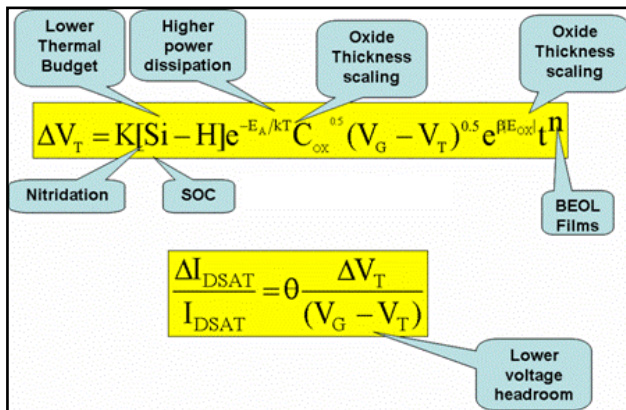 Lower
Thermal
Budget
Higher
power
dissipation
Oxide
Thickness
scaling
Oxide
Thickness
scaling
ΔV_T = K[Si – H]e^{–E_A/kT} C_ox^{0.5} (V_G – V_T)^{0.5} e^{β|E_OX|} t^n
Nitridation
SOC
BEOL
Films
ΔI_DSAT / I_DSAT = θ ΔV_T / (V_G – V_T)
Lower
voltage
headroom